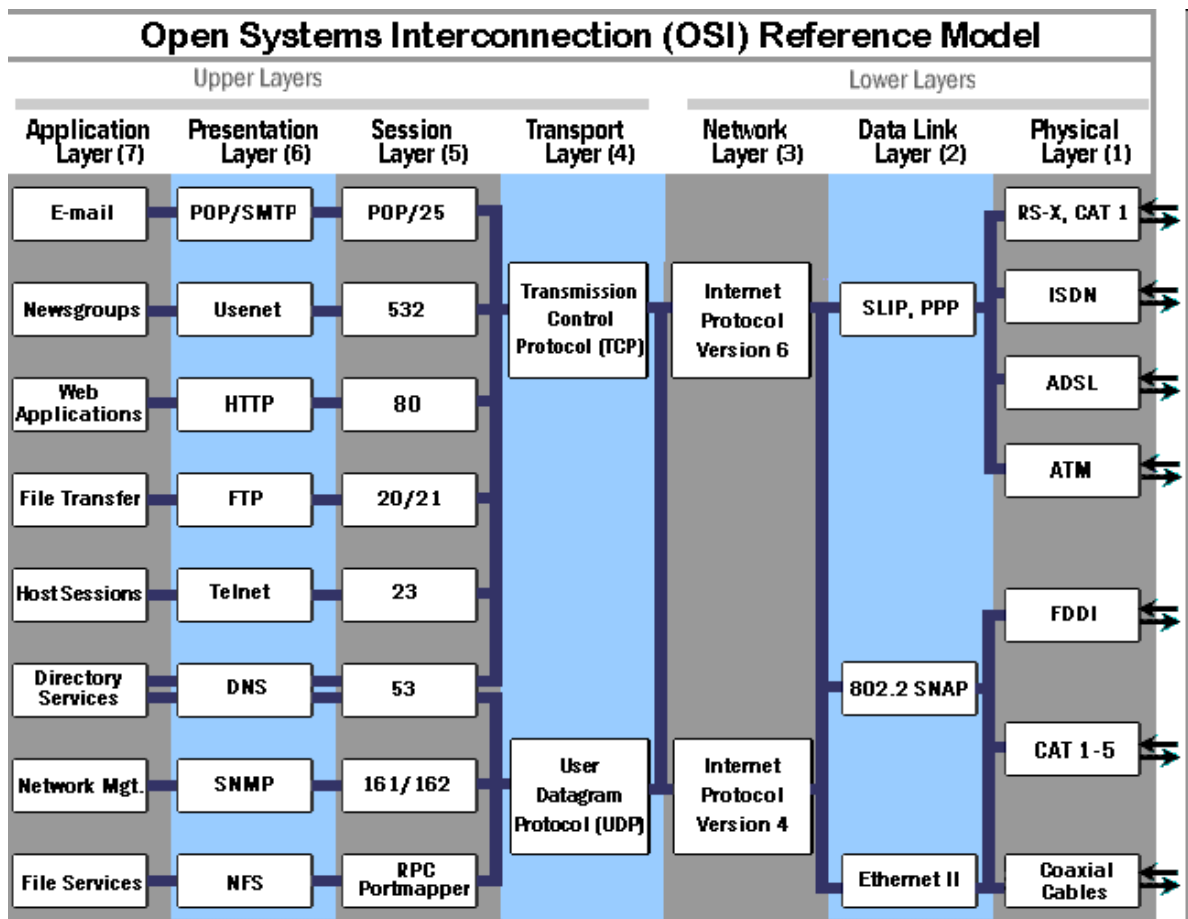 Open Systems Interconnection (OSI) Reference Model
Upper Layers
Lower Layers
Application
Layer (7)
Presentation
Layer (6)
Session
Layer (5)
Transport
Layer (4)
Network
Layer (3)
Data Link
Layer (2)
Physical
Layer (1)
E-mail
POP/SMTP
POP/25
Newsgroups
Usenet
532
Web
Applications
HTTP
80
File Transfer
FTP
20/21
Host Sessions
Telnet
23
Directory
Services
DNS
53
Network Mgt.
SNMP
161/162
File Services
NFS
RPC
Portmapper
Transmission
Control
Protocol (TCP)
User
Datagram
Protocol (UDP)
Internet
Protocol
Version 6
Internet
Protocol
Version 4
SLIP, PPP
802.2 SNAP
Ethernet II
RS-X, CAT 1
ISDN
ADSL
ATM
FDDI
CAT 1-5
Coaxial
Cables